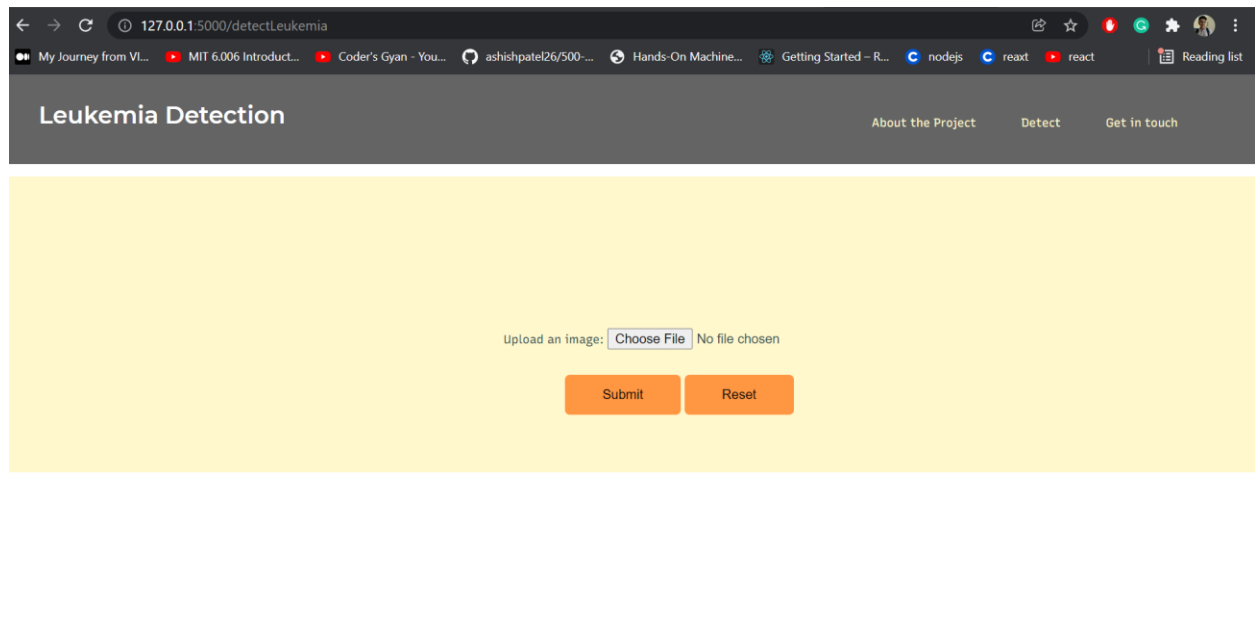 127.0.0.1:5000/detectLeukemia
My Journey from VI... MIT 6.006 Introduct... Coder's Gyan - You... ashishpatel26/500-... Hands-On Machine... Getting Started – R... nodejs reaxt react Reading list
Leukemia Detection
About the Project Detect Get in touch
Upload an image: Choose File No file chosen
Submit Reset